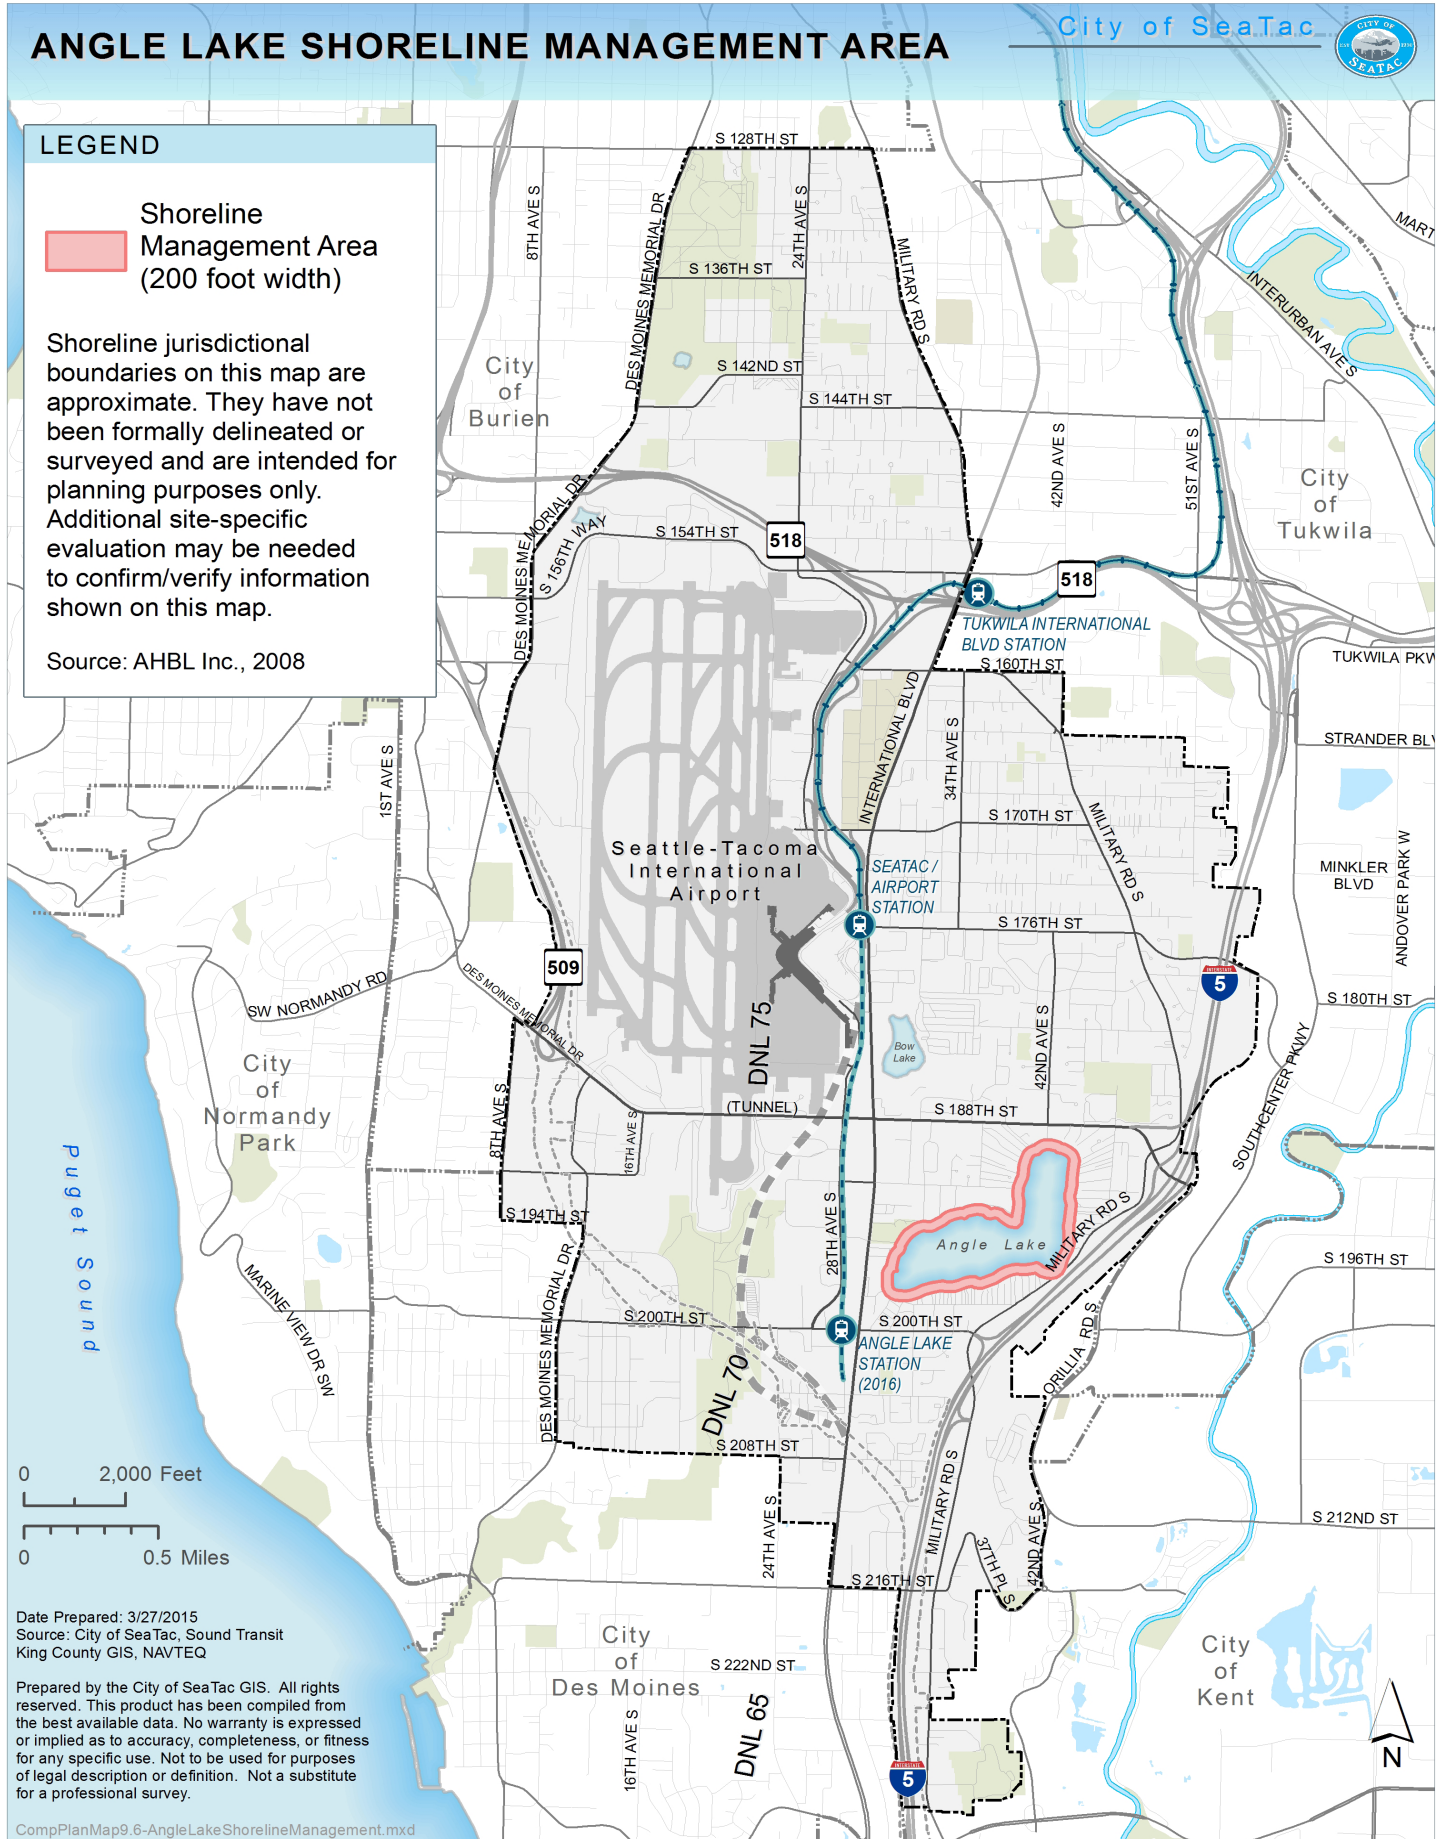 ANGLE LAKE SHORELINE MANAGEMENT AREA
City of SeaTac
CITY OF
SEATAC
LEGEND
Shoreline
Management Area
(200 foot width)
Shoreline jurisdictional
boundaries on this map are
approximate. They have not
been formally delineated or
surveyed and are intended for
planning purposes only.
Additional site-specific
evaluation may be needed
to confirm/verify information
shown on this map.
Source: AHBL Inc., 2008
S 128TH ST
8TH AVE S
DES MOINES MEMORIAL DR
24TH AVE S
MILITARY RD S
S 136TH ST
MART
INTERURBAN AVE S
City
of
Burien
S 142ND ST
S 144TH ST
42ND AVE S
51ST AVE S
City
of
Tukwila
DES MOINES MEMORIAL DR
S 156TH WAY
S 154TH ST
518
518
TUKWILA INTERNATIONAL
BLVD STATION
S 160TH ST
TUKWILA PKW
1ST AVE S
INTERNATIONAL BLVD
34TH AVE S
STRANDER BLV
S 170TH ST
MILITARY RD S
Seattle-Tacoma
International
Airport
SEATAC /
AIRPORT
STATION
MINKLER
BLVD
ANDOVER PARK W
S 176TH ST
509
DES MOINES MEMORIAL DR
SW NORMANDY RD
INTERSTATE
5
S 180TH ST
DNL 75
Bow
Lake
42ND AVE S
SOUTHCENTER PKWY
City
of
Normandy
Park
8TH AVE S
16TH AVE S
(TUNNEL)
S 188TH ST
Puget Sound
S 194TH ST
28TH AVE S
Angle Lake
MILITARY RD S
S 196TH ST
MARINE VIEW DR SW
DES MOINES MEMORIAL DR
S 200TH ST
S 200TH ST
ANGLE LAKE
STATION
(2016)
ORILLIA RD S
DNL 70
S 208TH ST
0 2,000 Feet
0 0.5 Miles
24TH AVE S
MILITARY RD S
37TH PL S
42ND AVE S
S 212ND ST
S 216TH ST
City
of
Des Moines
S 222ND ST
16TH AVE S
DNL 65
City
of
Kent
INTERSTATE
5
N
Date Prepared: 3/27/2015
Source: City of SeaTac, Sound Transit
King County GIS, NAVTEQ
Prepared by the City of SeaTac GIS. All rights
reserved. This product has been compiled from
the best available data. No warranty is expressed
or implied as to accuracy, completeness, or fitness
for any specific use. Not to be used for purposes
of legal description or definition. Not a substitute
for a professional survey.
CompPlanMap9.6-AngleLakeShorelineManagement.mxd